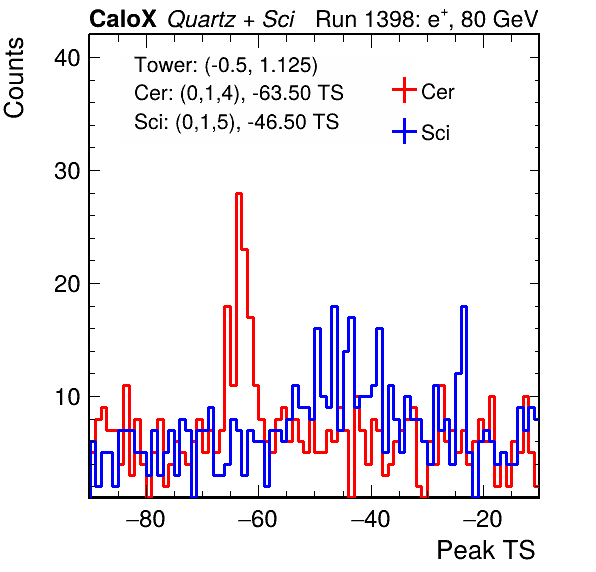 CaloX Quartz + Sci Run 1398: e+, 80 GeV
Counts
40
30
20
10
Tower: (-0.5, 1.125)
Cer: (0,1,4), -63.50 TS
Sci: (0,1,5), -46.50 TS
Cer
Sci
−80 −60 −40 −20
Peak TS